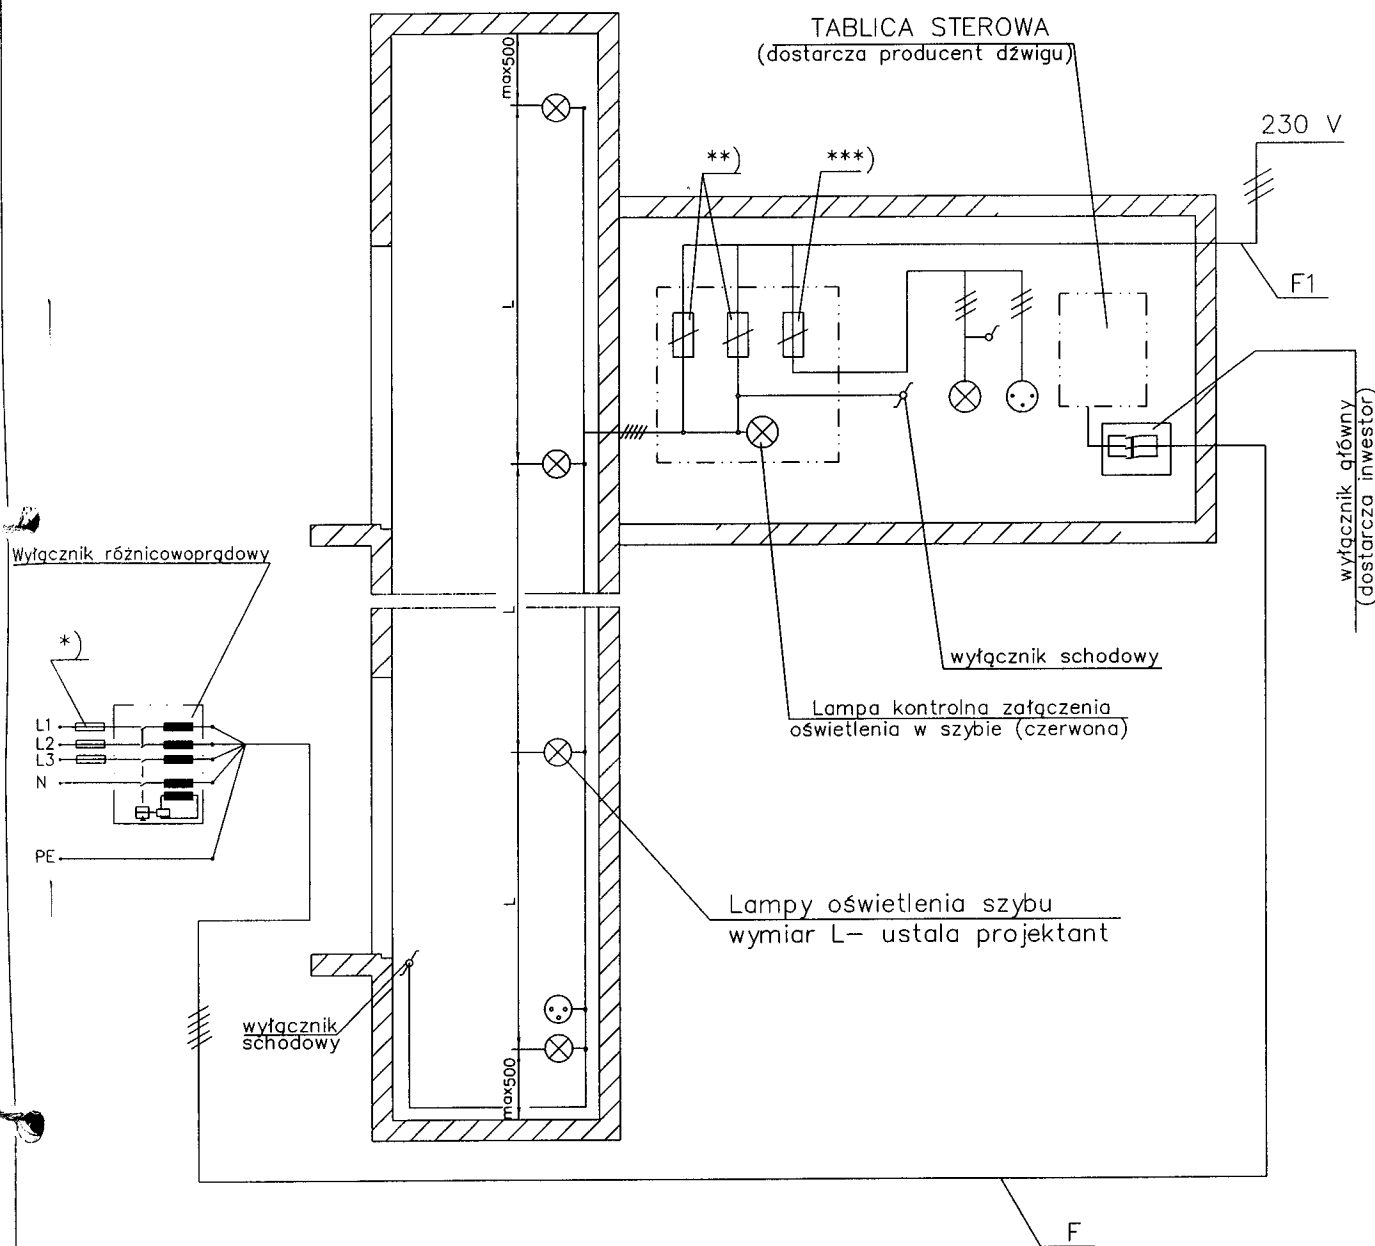 TABLICA STEROWA
(dostarcza producent dźwigu)
max500
230 V
**)
***)
F1
L
wyłącznik główny
(dostarcza inwestor)
Wyłącznik różnicowoprądowy
L
*)
wyłącznik schodowy
Lampa kontrolna załączenia
oświetlenia w szybie (czerwona)
L1
L2
L3
N
PE
L
Lampy oświetlenia szybu
wymiar L- ustala projektant
wyłącznik
schodowy
max500
F